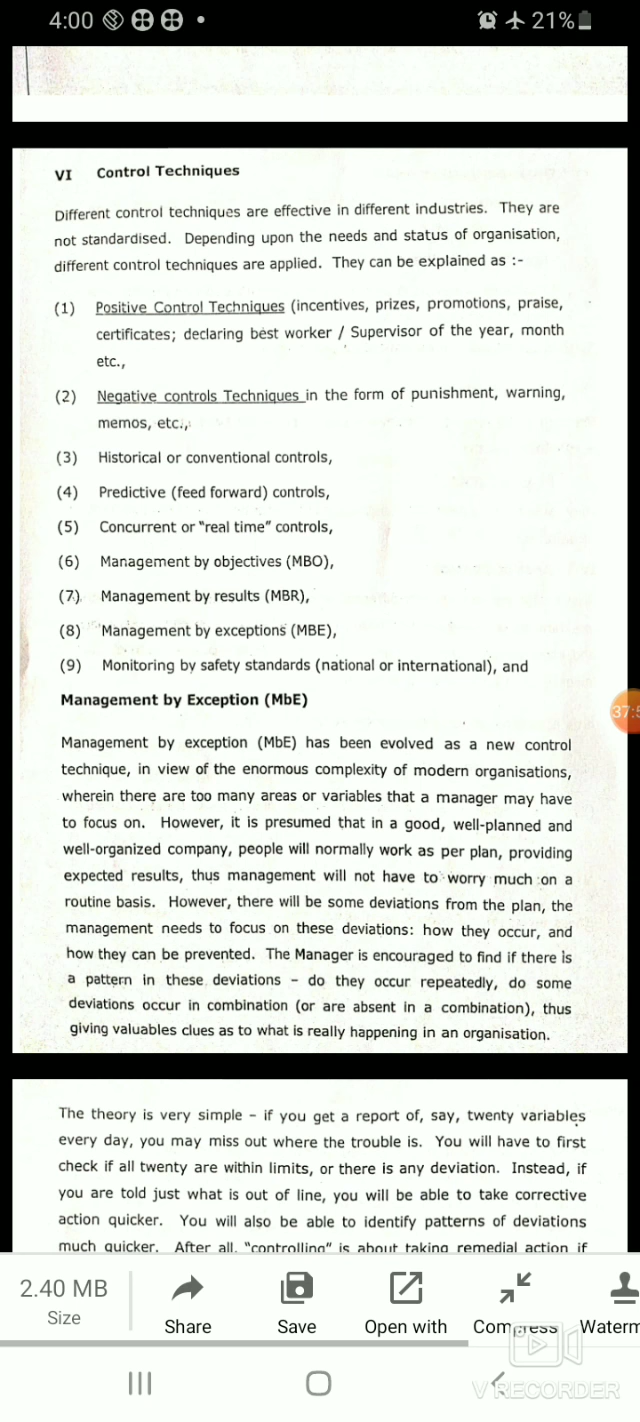 4:00
21%
VI Control Techniques
Different control techniques are effective in different industries. They are
not standardised. Depending upon the needs and status of organisation,
different control techniques are applied. They can be explained as :-
(1) Positive Control Techniques (incentives, prizes, promotions, praise,
certificates; declaring best worker / Supervisor of the year, month
etc.,
(2) Negative controls Techniques in the form of punishment, warning,
memos, etc.,
(3) Historical or conventional controls,
(4) Predictive (feed forward) controls,
(5) Concurrent or "real time" controls,
(6) Management by objectives (MBO),
(7) Management by results (MBR),
(8) Management by exceptions (MBE),
(9) Monitoring by safety standards (national or international), and
Management by Exception (MbE)
37:5
Management by exception (MbE) has been evolved as a new control
technique, in view of the enormous complexity of modern organisations,
wherein there are too many areas or variables that a manager may have
to focus on. However, it is presumed that in a good, well-planned and
well-organized company, people will normally work as per plan, providing
expected results, thus management will not have to worry much on a
routine basis. However, there will be some deviations from the plan, the
management needs to focus on these deviations: how they occur, and
how they can be prevented. The Manager is encouraged to find if there is
a pattern in these deviations – do they occur repeatedly, do some
deviations occur in combination (or are absent in a combination), thus
giving valuables clues as to what is really happening in an organisation.
The theory is very simple – if you get a report of, say, twenty variables
every day, you may miss out where the trouble is. You will have to first
check if all twenty are within limits, or there is any deviation. Instead, if
you are told just what is out of line, you will be able to take corrective
action quicker. You will also be able to identify patterns of deviations
much quicker. After all, "controlling" is about taking remedial action if
2.40 MB
Size
Share
Save
Open with
Compress
Waterm
V RECORDER